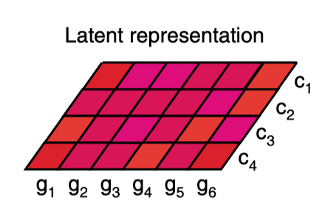 Latent representation
c₁
c₂
c₃
c₄
g₁ g₂ g₃ g₄ g₅ g₆